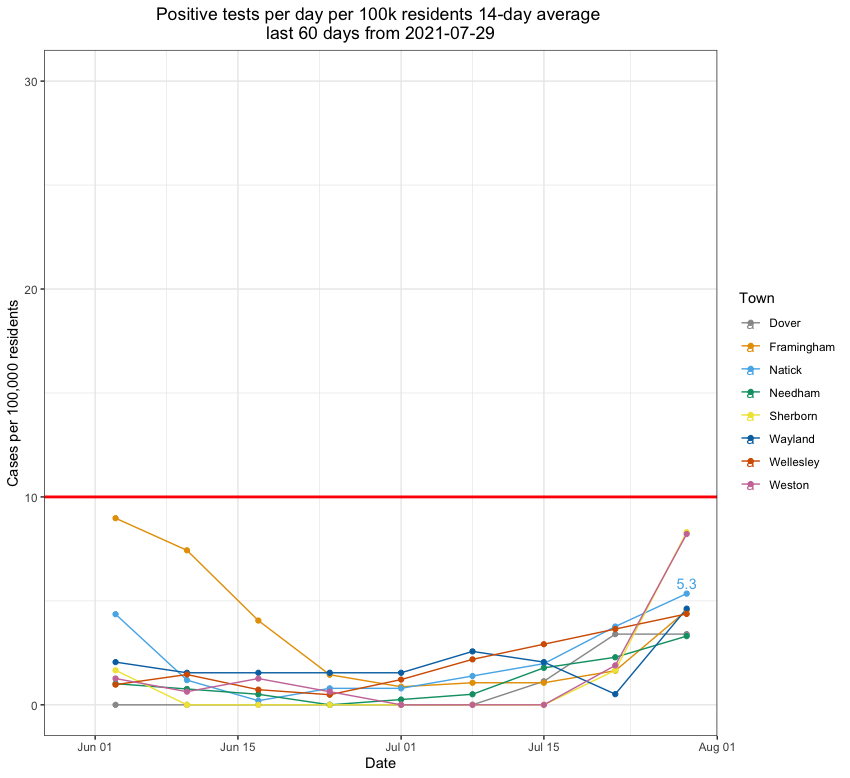 Positive tests per day per 100k residents 14-day average
last 60 days from 2021-07-29
Cases per 100,000 residents
30
20
10
0
5.3
Jun 01
Jun 15
Jul 01
Jul 15
Aug 01
Date
Town
a Dover
a Framingham
a Natick
a Needham
a Sherborn
a Wayland
a Wellesley
a Weston